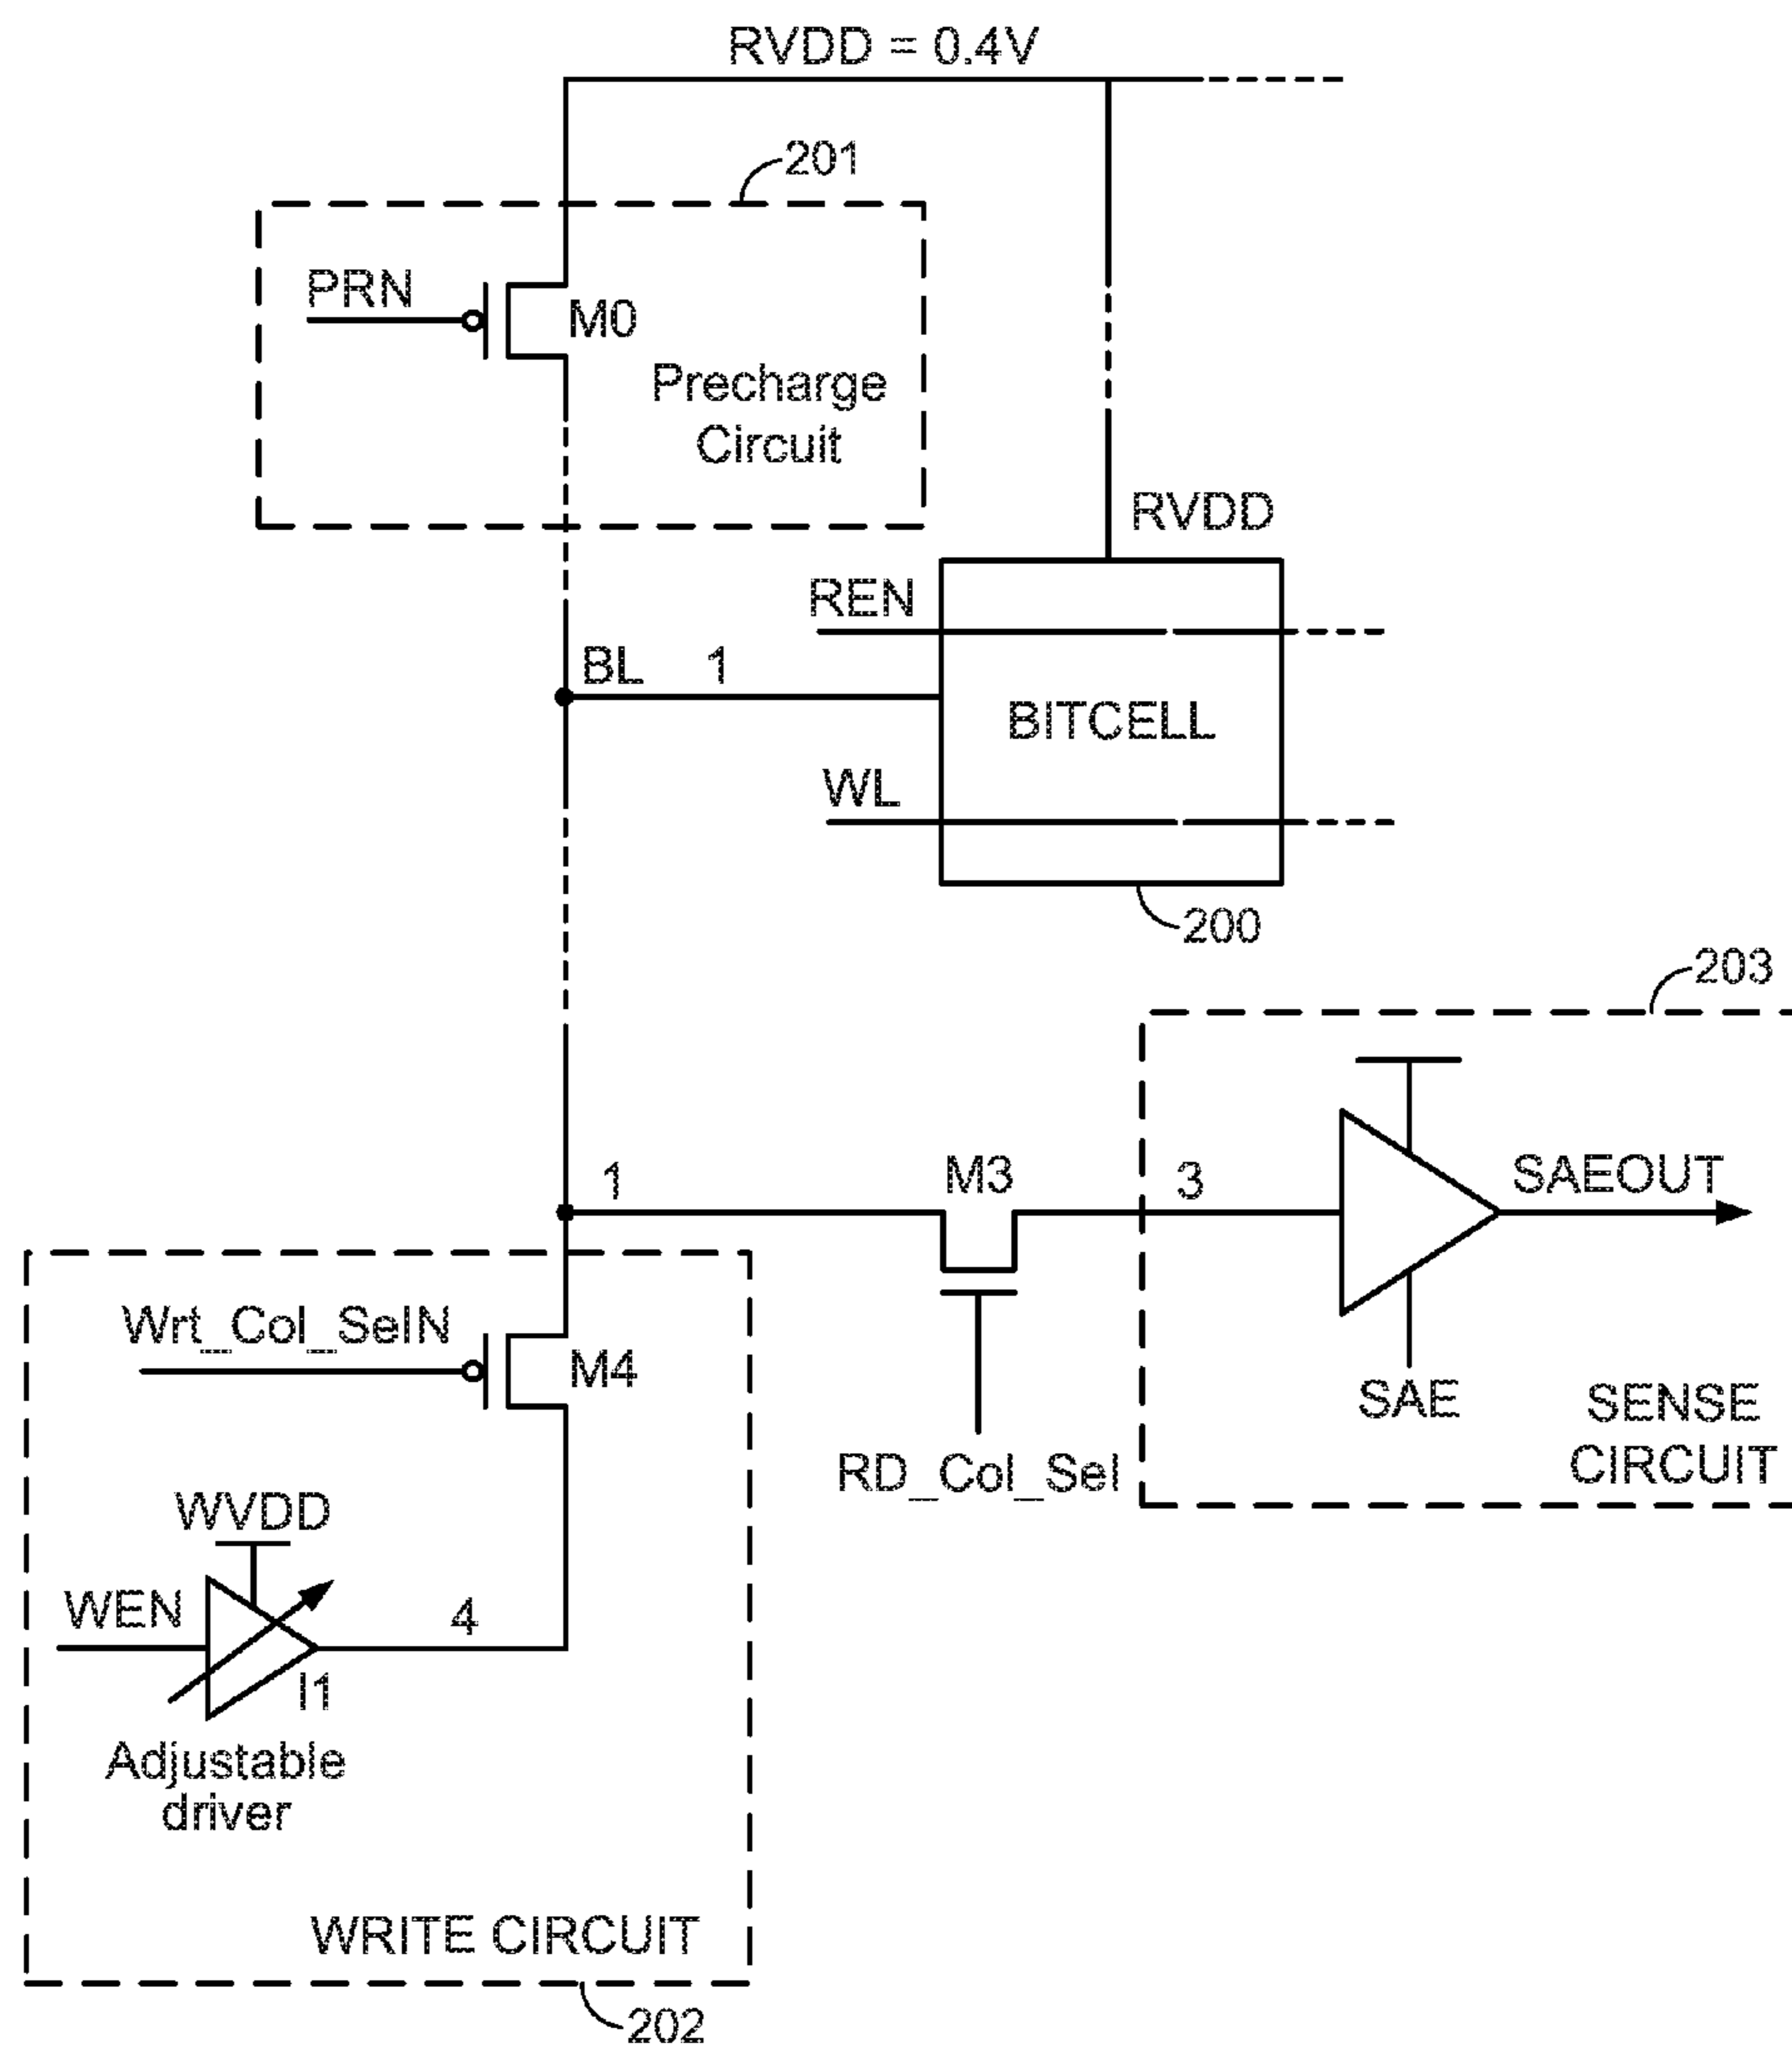 RVDD = 0.4V
201
PRN
M0
Precharge
Circuit
RVDD
REN
BL 1
BITCELL
WL
200
203
1
M3
3
SAEOUT
Wrt_Col_SelN
M4
SAE
SENSE
CIRCUIT
RD_Col_Sel
WVDD
WEN
4
I1
Adjustable
driver
WRITE CIRCUIT
202